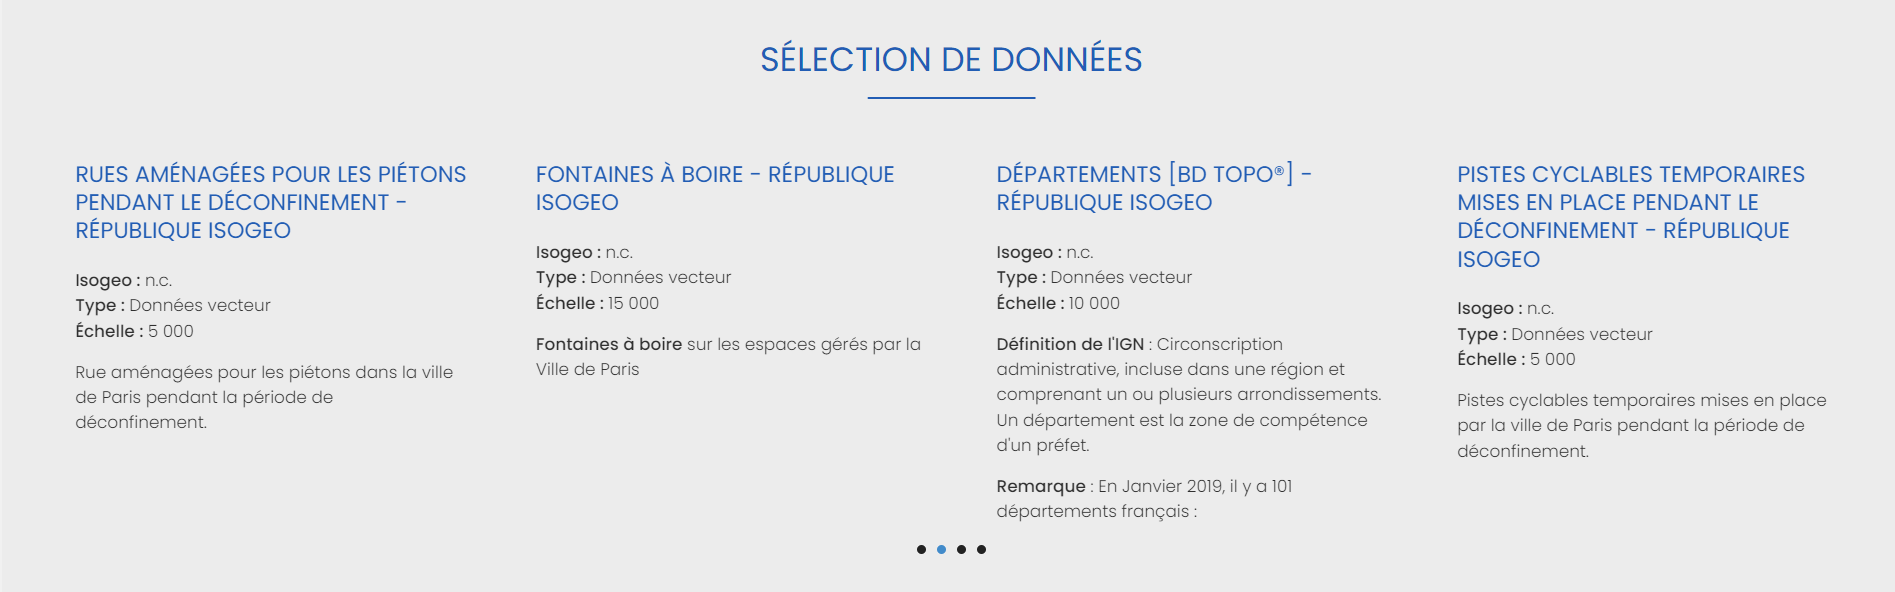 SÉLECTION DE DONNÉES
RUES AMÉNAGÉES POUR LES PIÉTONS
PENDANT LE DÉCONFINEMENT -
RÉPUBLIQUE ISOGEO
Isogeo : n.c.
Type : Données vecteur
Échelle : 5 000
Rue aménagées pour les piétons dans la ville
de Paris pendant la période de
déconfinement.
FONTAINES À BOIRE - RÉPUBLIQUE
ISOGEO
Isogeo : n.c.
Type : Données vecteur
Échelle : 15 000
Fontaines à boire sur les espaces gérés par la
Ville de Paris
DÉPARTEMENTS [BD TOPO®] -
RÉPUBLIQUE ISOGEO
Isogeo : n.c.
Type : Données vecteur
Échelle : 10 000
Définition de l'IGN : Circonscription
administrative, incluse dans une région et
comprenant un ou plusieurs arrondissements.
Un département est la zone de compétence
d'un préfet.
Remarque : En Janvier 2019, il y a 101
départements français :
PISTES CYCLABLES TEMPORAIRES
MISES EN PLACE PENDANT LE
DÉCONFINEMENT - RÉPUBLIQUE
ISOGEO
Isogeo : n.c.
Type : Données vecteur
Échelle : 5 000
Pistes cyclables temporaires mises en place
par la ville de Paris pendant la période de
déconfinement.